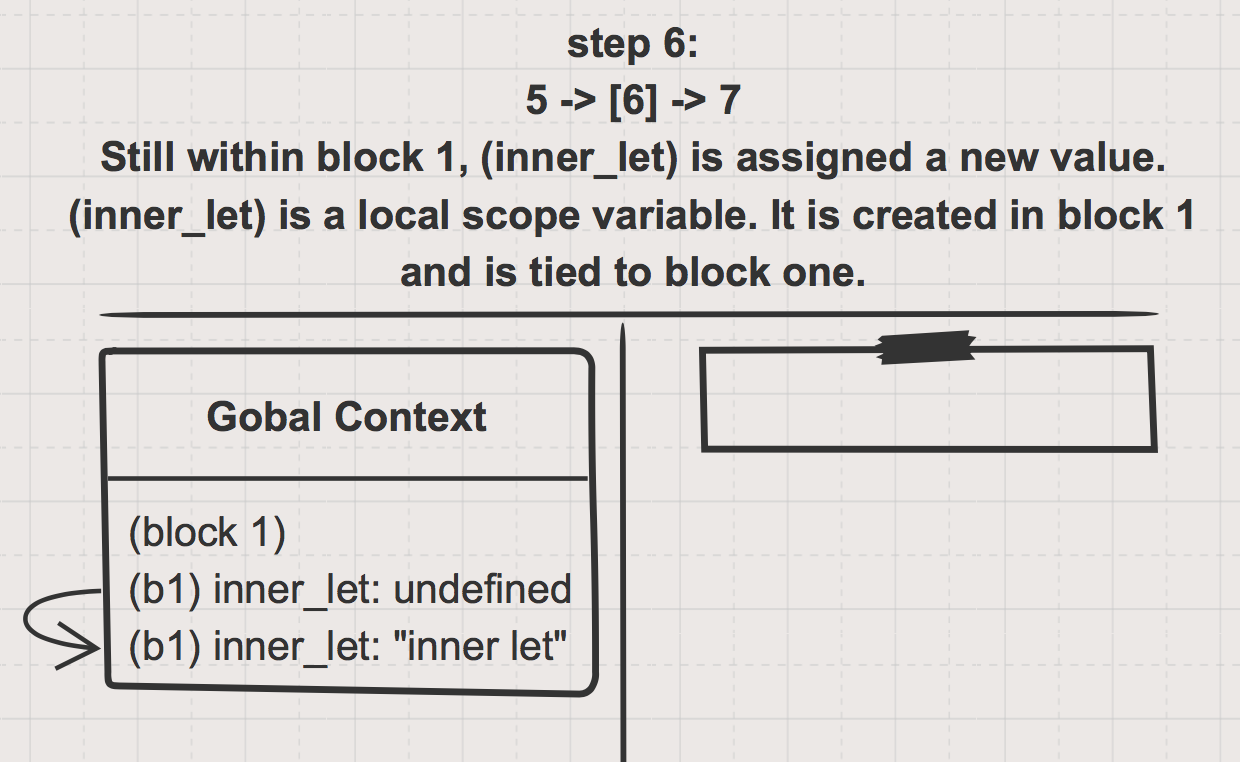 step 6:
5 -> [6] -> 7
Still within block 1, (inner_let) is assigned a new value.
(inner_let) is a local scope variable. It is created in block 1
and is tied to block one.
Gobal Context
(block 1)
(b1) inner_let: undefined
(b1) inner_let: "inner let"